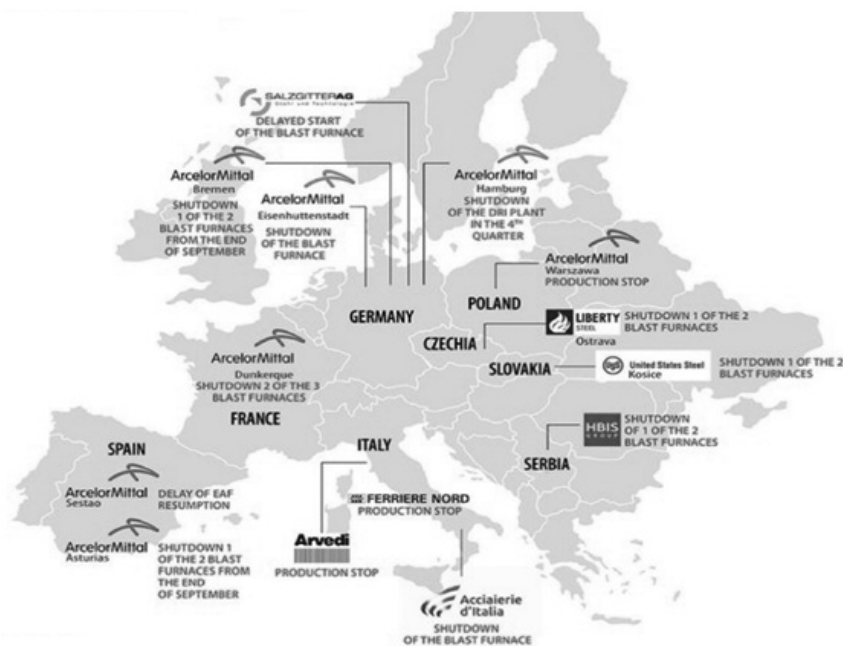 SALZGITTERAG
Stahl und Technologie
DELAYED START
OF THE BLAST FURNACE
ArcelorMittal
Bremen
SHUTDOWN
1 OF THE 2
BLAST FURNACES
FROM THE END
OF SEPTEMBER
ArcelorMittal
Eisenhuttenstadt
SHUTDOWN
OF THE BLAST
FURNACE
ArcelorMittal
Hamburg
SHUTDOWN
OF THE DRI PLANT
IN THE 4TH
QUARTER
ArcelorMittal
Warszawa
PRODUCTION STOP
GERMANY
POLAND
CZECHIA
LIBERTY
STEEL
Ostrava
SHUTDOWN 1 OF THE 2
BLAST FURNACES
SLOVAKIA
USS
United States Steel
Kosice
SHUTDOWN 1 OF THE 2
BLAST FURNACES
ArcelorMittal
Dunkerque
SHUTDOWN 2 OF THE 3
BLAST FURNACES
FRANCE
HBIS
GROUP
SHUTDOWN
OF 1 OF THE 2
BLAST FURNACES
SERBIA
SPAIN
ArcelorMittal
Sestao
DELAY OF EAF
RESUMPTION
ArcelorMittal
Asturias
SHUTDOWN 1
OF THE 2 BLAST
FURNACES FROM
THE END
OF SEPTEMBER
ITALY
FERRIERE NORD
PRODUCTION STOP
Arvedi
PRODUCTION STOP
Acciaierie
d'Italia
SHUTDOWN
OF THE BLAST FURNACE